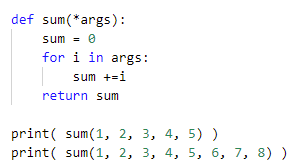 def sum(*args):
    sum = 0
    for i in args:
        sum +=i
    return sum

print( sum(1, 2, 3, 4, 5) )
print( sum(1, 2, 3, 4, 5, 6, 7, 8) )